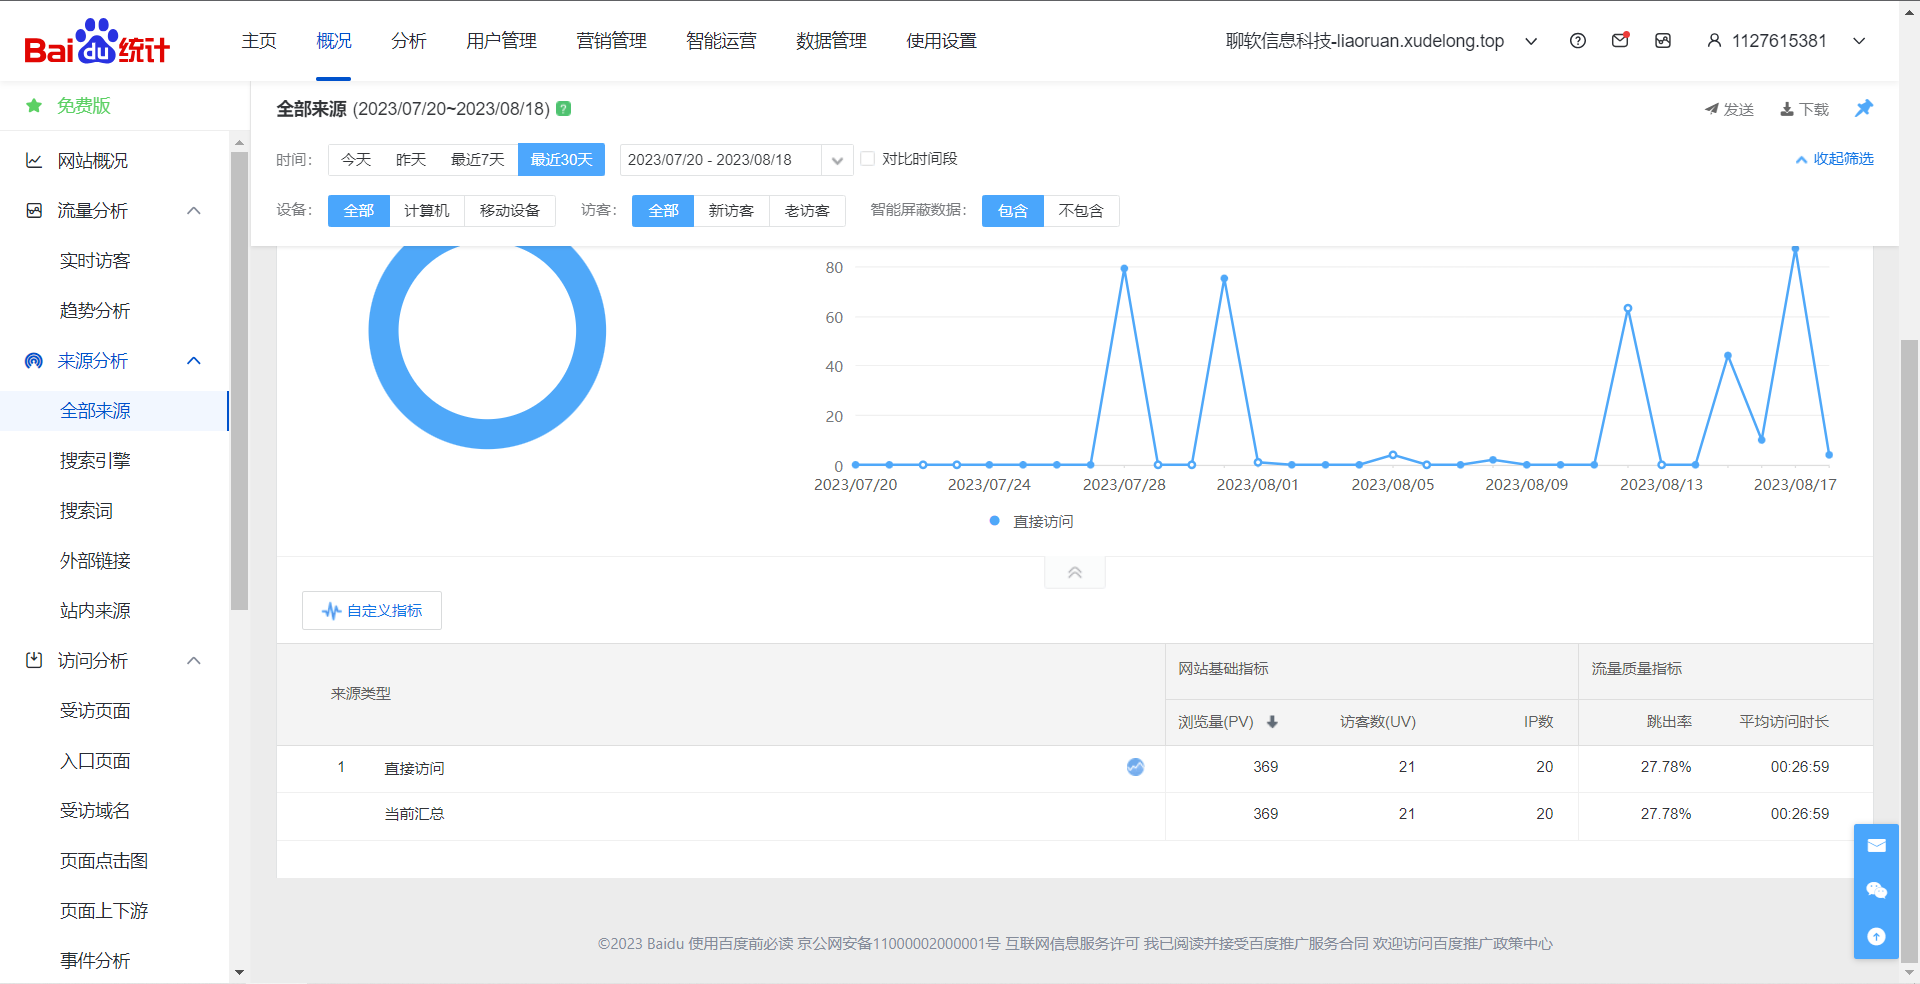 Bai du 统计
主页 概况 分析 用户管理 营销管理 智能运营 数据管理 使用设置 聊软信息科技-liaoruan.xudelong.top 1127615381
免费版
网站概况
流量分析
实时访客
趋势分析
来源分析
全部来源
搜索引擎
搜索词
外部链接
站内来源
访问分析
受访页面
入口页面
受访域名
页面点击图
页面上下游
事件分析
全部来源 (2023/07/20~2023/08/18) ? 发送 下载
时间: 今天 昨天 最近7天 最近30天 2023/07/20 - 2023/08/18 对比时间段 收起筛选
设备: 全部 计算机 移动设备 访客: 全部 新访客 老访客 智能屏蔽数据: 包含 不包含
80
60
40
20
0
2023/07/20 2023/07/24 2023/07/28 2023/08/01 2023/08/05 2023/08/09 2023/08/13 2023/08/17
直接访问
自定义指标
来源类型 网站基础指标 流量质量指标
浏览量(PV) 访客数(UV) IP数 跳出率 平均访问时长
1 直接访问 369 21 20 27.78% 00:26:59
当前汇总 369 21 20 27.78% 00:26:59
©2023 Baidu 使用百度前必读 京公网安备11000002000001号 互联网信息服务许可 我已阅读并接受百度推广服务合同 欢迎访问百度推广政策中心